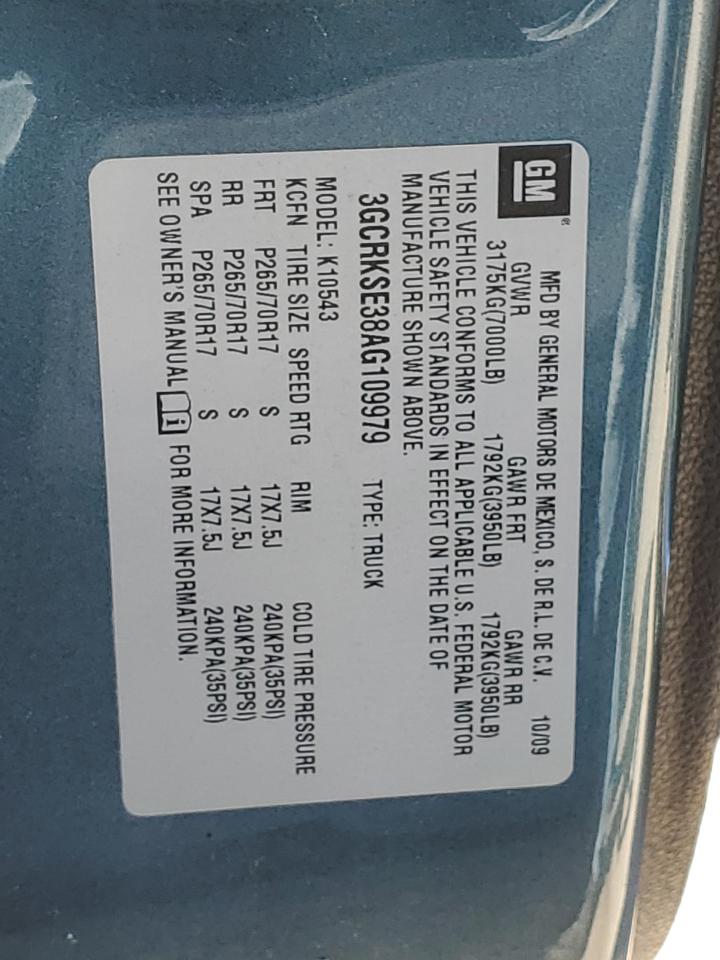 GM®
MFD BY GENERAL MOTORS DE MEXICO, S. DE R.L. DE C.V. 10/09
GVWR GAWR FRT GAWR RR
3175KG(7000LB) 1792KG(3950LB) 1792KG(3950LB)
THIS VEHICLE CONFORMS TO ALL APPLICABLE U.S. FEDERAL MOTOR
VEHICLE SAFETY STANDARDS IN EFFECT ON THE DATE OF
MANUFACTURE SHOWN ABOVE.
3GCRKSE38AG109979 TYPE: TRUCK
MODEL: K10543
KCFN TIRE SIZE SPEED RTG RIM COLD TIRE PRESSURE
FRT P265/70R17 S 17X7.5J 240KPA(35PSI)
RR P265/70R17 S 17X7.5J 240KPA(35PSI)
SPA P265/70R17 S 17X7.5J 240KPA(35PSI)
SEE OWNER'S MANUAL i FOR MORE INFORMATION.